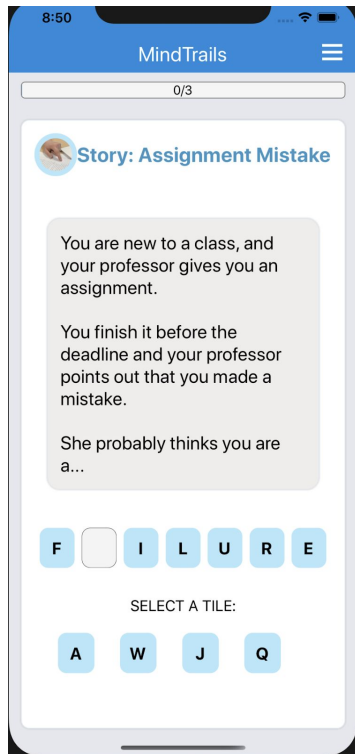 8:50
MindTrails
0/3
Story: Assignment Mistake
You are new to a class, and
your professor gives you an
assignment.
You finish it before the
deadline and your professor
points out that you made a
mistake.
She probably thinks you are
a...
F I L U R E
SELECT A TILE:
A W J Q